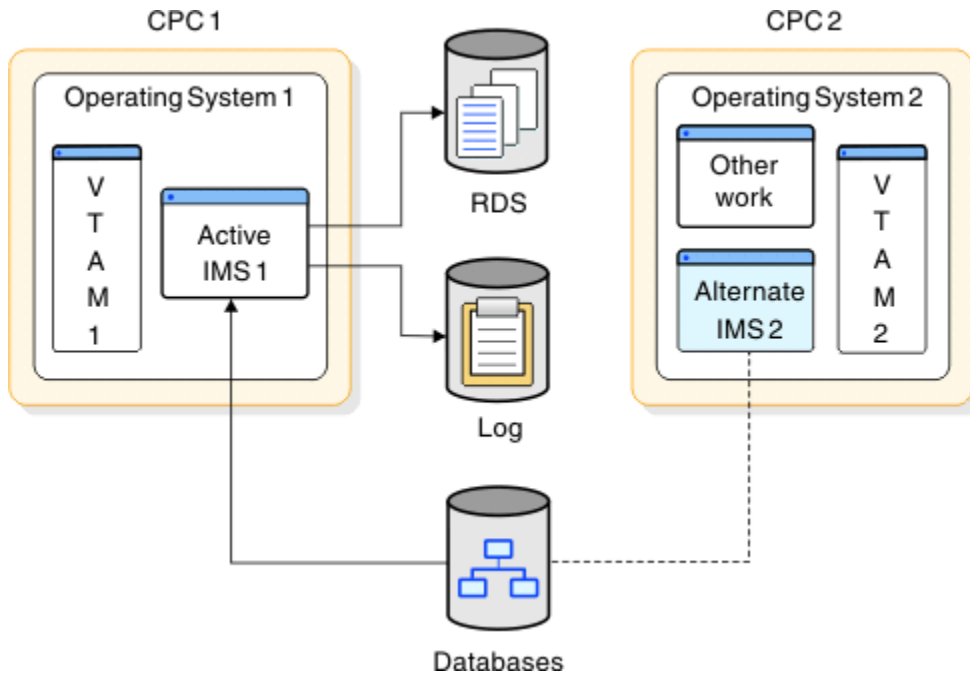 CPC 1
CPC 2
Operating System 1
V
T
A
M
1
Active
IMS 1
RDS
Log
Databases
Operating System 2
Other
work
Alternate
IMS 2
V
T
A
M
2